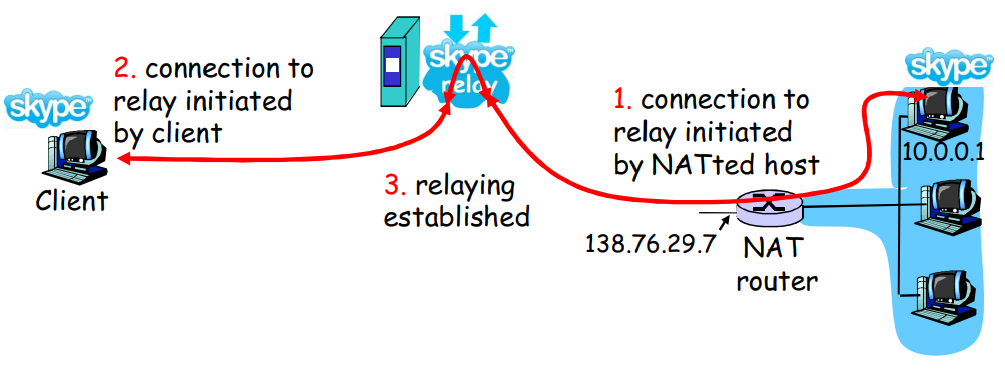 skype
2. connection to
relay initiated
by client
Client
skype
relay
3. relaying
established
1. connection to
relay initiated
by NATted host
138.76.29.7
NAT
router
skype
10.0.0.1